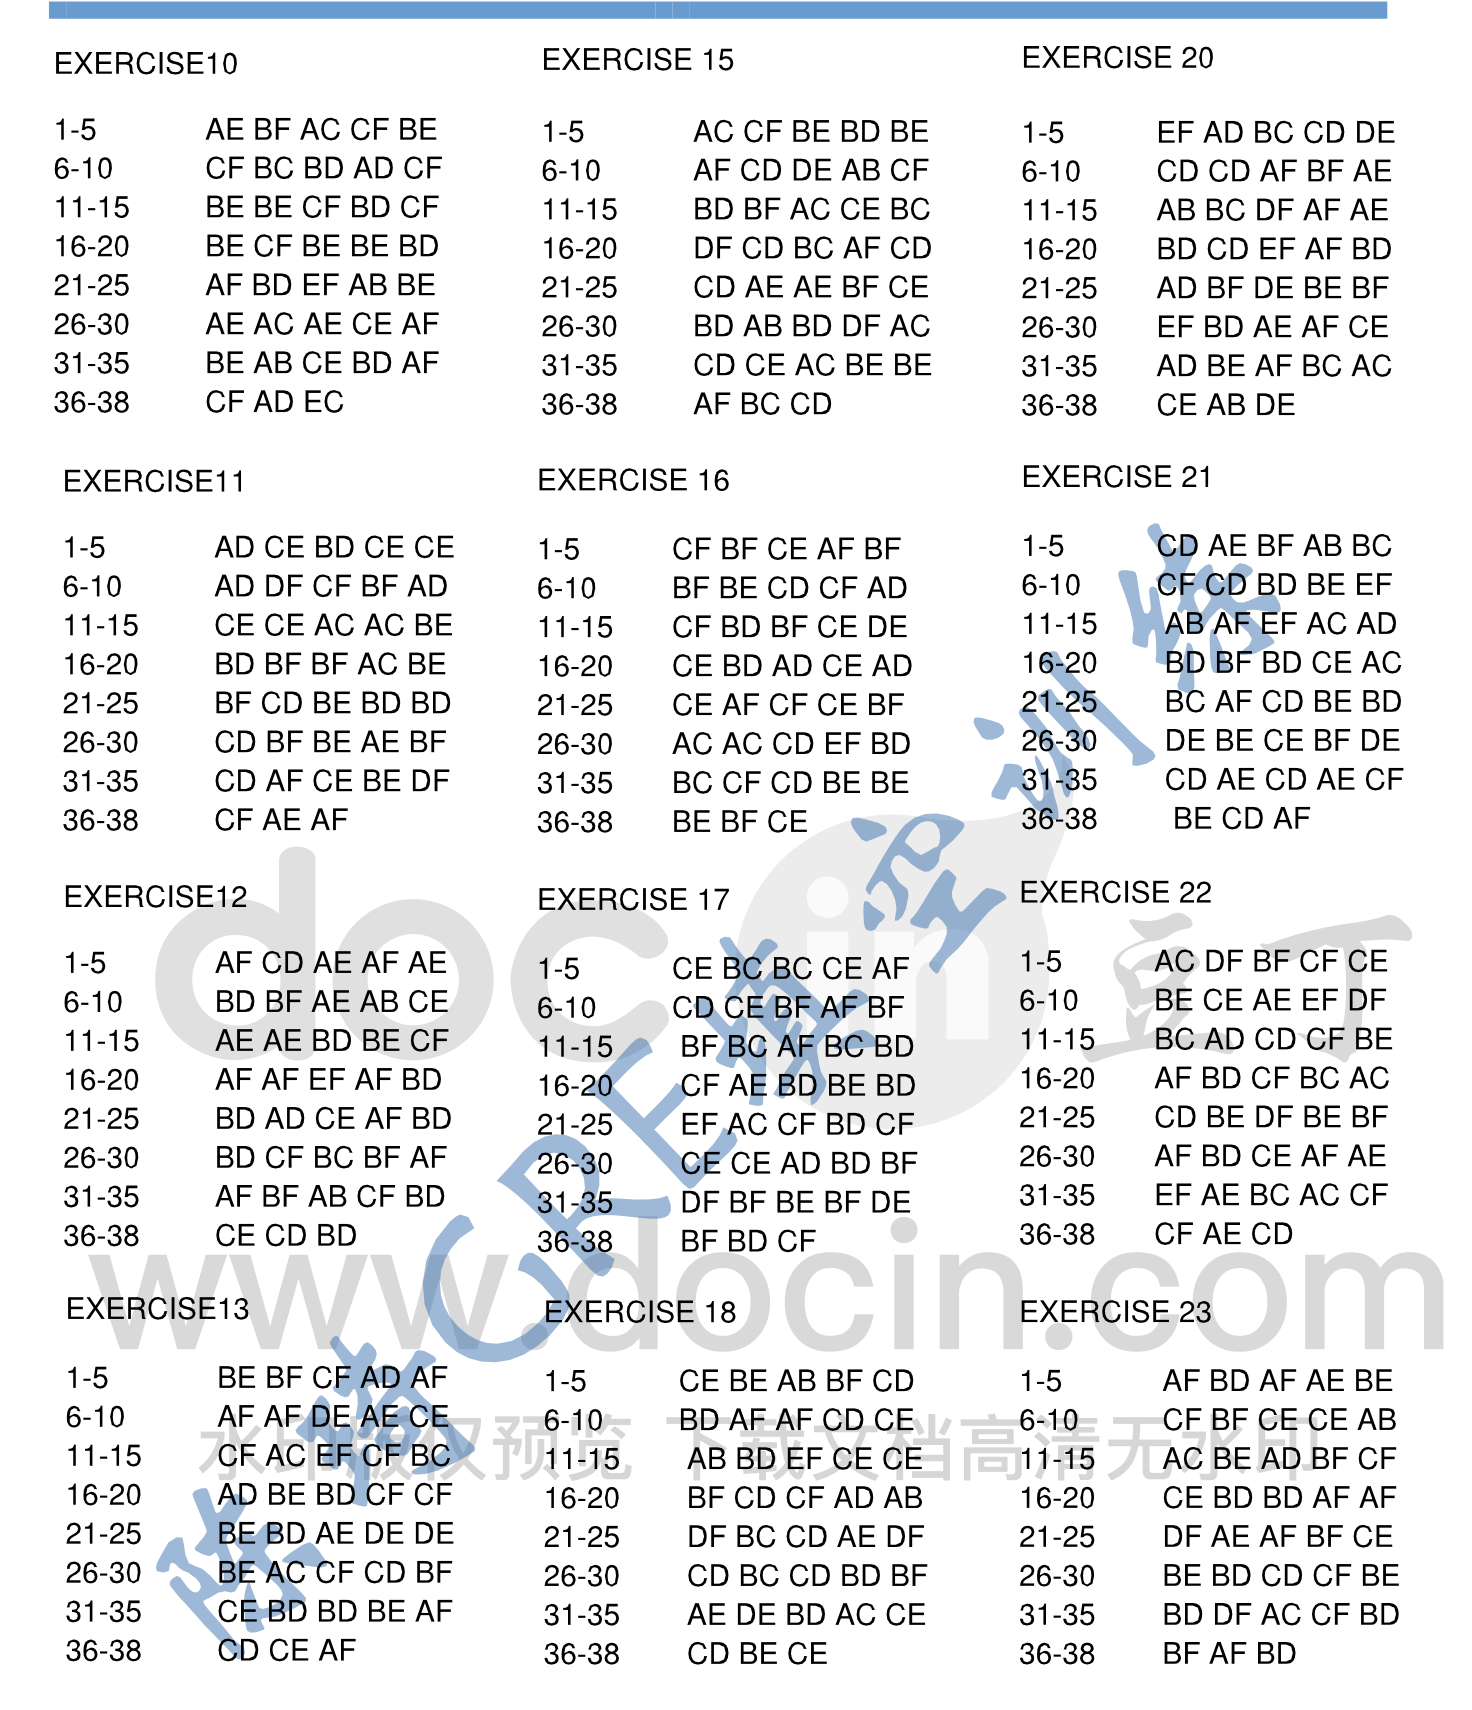 EXERCISE10
1-5 AE BF AC CF BE
6-10 CF BC BD AD CF
11-15 BE BE CF BD CF
16-20 BE CF BE BE BD
21-25 AF BD EF AB BE
26-30 AE AC AE CE AF
31-35 BE AB CE BD AF
36-38 CF AD EC
EXERCISE11
1-5 AD CE BD CE CE
6-10 AD DF CF BF AD
11-15 CE CE AC AC BE
16-20 BD BF BF AC BE
21-25 BF CD BE BD BD
26-30 CD BF BE AE BF
31-35 CD AF CE BE DF
36-38 CF AE AF
EXERCISE12
1-5 AF CD AE AF AE
6-10 BD BF AE AB CE
11-15 AE AE BD BE CF
16-20 AF AF EF AF BD
21-25 BD AD CE AF BD
26-30 BD CF BC BF AF
31-35 AF BF AB CF BD
36-38 CE CD BD
EXERCISE13
1-5 BE BF CF AD AF
6-10 AF AF DE AE CE
11-15 CF AC EF CF BC
16-20 AD BE BD CF CF
21-25 BE BD AE DE DE
26-30 BE AC CF CD BF
31-35 CE BD BD BE AF
36-38 CD CE AF
EXERCISE 15
1-5 AC CF BE BD BE
6-10 AF CD DE AB CF
11-15 BD BF AC CE BC
16-20 DF CD BC AF CD
21-25 CD AE AE BF CE
26-30 BD AB BD DF AC
31-35 CD CE AC BE BE
36-38 AF BC CD
EXERCISE 16
1-5 CF BF CE AF BF
6-10 BF BE CD CF AD
11-15 CF BD BF CE DE
16-20 CE BD AD CE AD
21-25 CE AF CF CE BF
26-30 AC AC CD EF BD
31-35 BC CF CD BE BE
36-38 BE BF CE
EXERCISE 17
1-5 CE BC BC CE AF
6-10 CD CE BF AF BF
11-15 BF BC AF BC BD
16-20 CF AE BD BE BD
21-25 EF AC CF BD CF
26-30 CE CE AD BD BF
31-35 DF BF BE BF DE
36-38 BF BD CF
EXERCISE 18
1-5 CE BE AB BF CD
6-10 BD AF AF CD CE
11-15 AB BD EF CE CE
16-20 BF CD CF AD AB
21-25 DF BC CD AE DF
26-30 CD BC CD BD BF
31-35 AE DE BD AC CE
36-38 CD BE CE
EXERCISE 20
1-5 EF AD BC CD DE
6-10 CD CD AF BF AE
11-15 AB BC DF AF AE
16-20 BD CD EF AF BD
21-25 AD BF DE BE BF
26-30 EF BD AE AF CE
31-35 AD BE AF BC AC
36-38 CE AB DE
EXERCISE 21
1-5 CD AE BF AB BC
6-10 CF CD BD BE EF
11-15 AB AF EF AC AD
16-20 BD BF BD CE AC
21-25 BC AF CD BE BD
26-30 DE BE CE BF DE
31-35 CD AE CD AE CF
36-38 BE CD AF
EXERCISE 22
1-5 AC DF BF CF CE
6-10 BE CE AE EF DF
11-15 BC AD CD CF BE
16-20 AF BD CF BC AC
21-25 CD BE DF BE BF
26-30 AF BD CE AF AE
31-35 EF AE BC AC CF
36-38 CF AE CD
EXERCISE 23
1-5 AF BD AF AE BE
6-10 CF BF CE CE AB
11-15 AC BE AD BF CF
16-20 CE BD BD AF AF
21-25 DF AE AF BF CE
26-30 BE BD CD CF BE
31-35 BD DF AC CF BD
36-38 BF AF BD
陈琦GRE填空训练
docin 豆丁
www.docin.com
水印版权预览 下载文档高清无水印